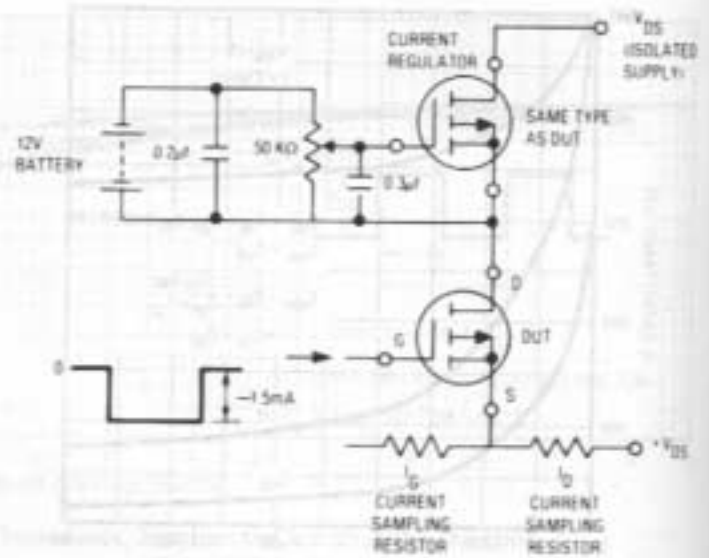 CURRENT
REGULATOR
-VDS
(ISOLATED
SUPPLY)
SAME TYPE
AS DUT
12V
BATTERY
0.2μf
50 KΩ
0.3μf
D
G
DUT
0
-1.5mA
S
+VDS
IG
CURRENT
SAMPLING
RESISTOR
ID
CURRENT
SAMPLING
RESISTOR